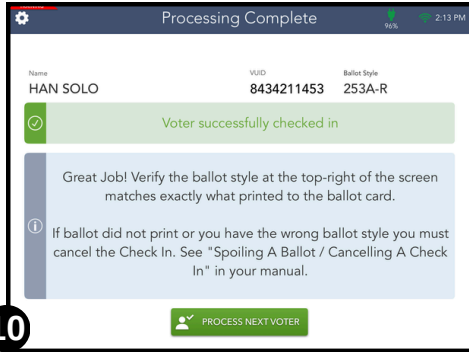 Processing Complete
96%
2:13 PM
Name
VUID
Ballot Style
HAN SOLO
8434211453
253A-R
Voter successfully checked in
Great Job! Verify the ballot style at the top-right of the screen
matches exactly what printed to the ballot card.
If ballot did not print or you have the wrong ballot style you must
cancel the Check In. See "Spoiling A Ballot / Cancelling A Check
In" in your manual.
PROCESS NEXT VOTER
10